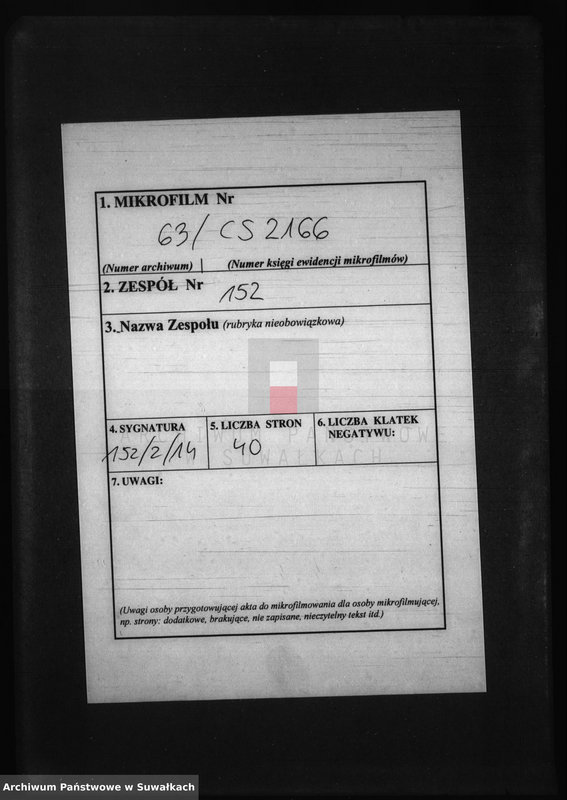 1. MIKROFILM Nr
63/CS 2166
(Numer archiwum) (Numer księgi ewidencji mikrofilmów)
2. ZESPÓŁ Nr 152
3. Nazwa Zespołu (rubryka nieobowiązkowa)
4. SYGNATURA
152/2/14
5. LICZBA STRON
40
6. LICZBA KLATEK
NEGATYWU:
7. UWAGI:
(Uwagi osoby przygotowującej akta do mikrofilmowania dla osoby mikrofilmującej,
np. strony: dodatkowe, brakujące, nie zapisane, nieczytelny tekst itd.)
SUWAŁKACH
Archiwum Państwowe w Suwałkach